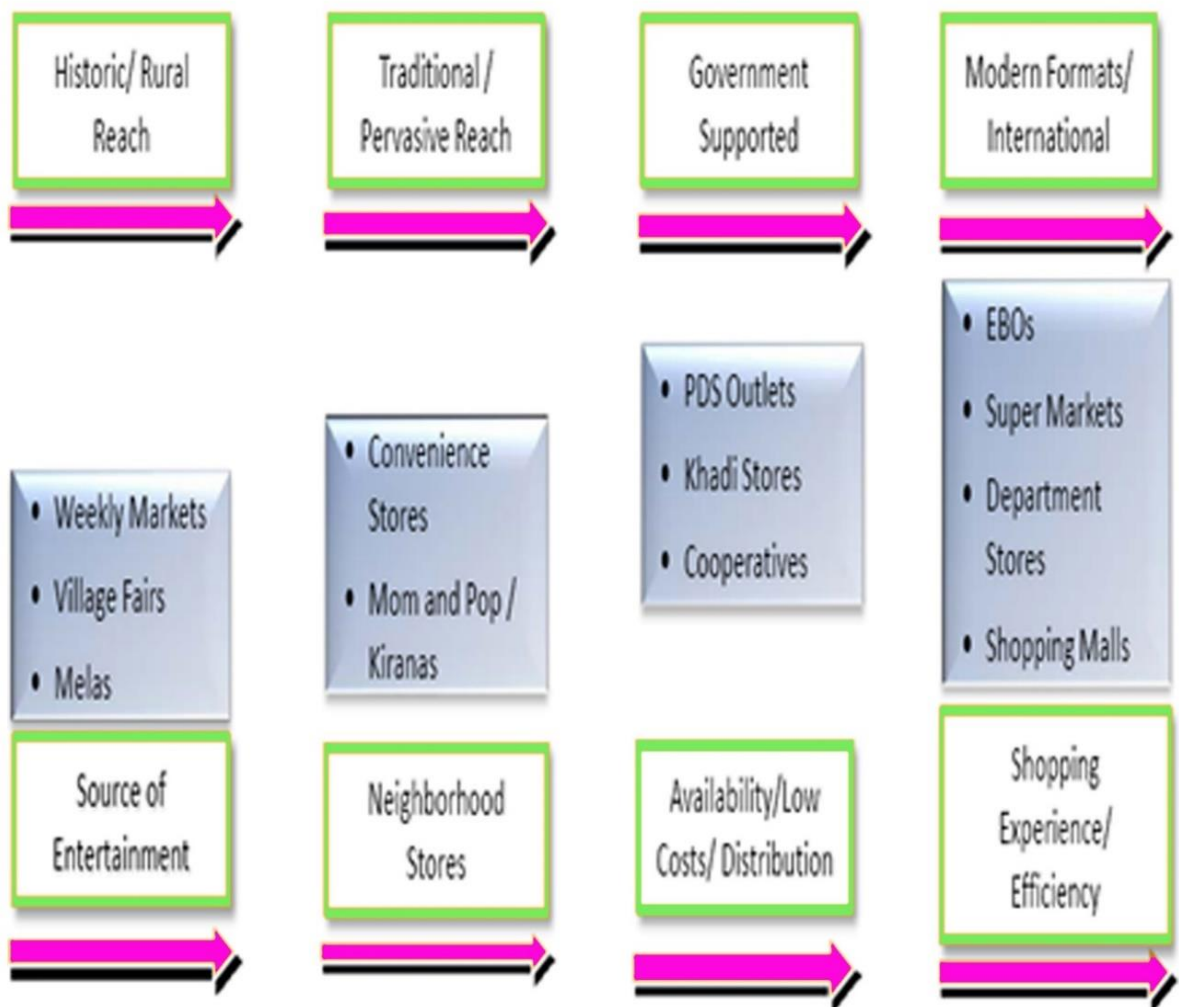 Historic/ Rural
Reach
Traditional /
Pervasive Reach
Government
Supported
Modern Formats/
International
• Weekly Markets
• Village Fairs
• Melas
• Convenience
Stores
• Mom and Pop /
Kiranas
• PDS Outlets
• Khadi Stores
• Cooperatives
• EBOs
• Super Markets
• Department
Stores
• Shopping Malls
Source of
Entertainment
Neighborhood
Stores
Availability/Low
Costs/ Distribution
Shopping
Experience/
Efficiency